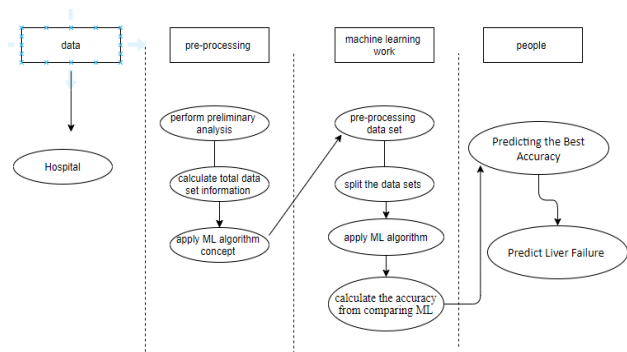 data
pre-processing
machine learning
work
people
perform preliminary
analysis
calculate total data
set information
apply ML algorithm
concept
Hospital
pre-processing
data set
split the data sets
apply ML algorithm
calculate the accuracy
from comparing ML
Predicting the Best
Accuracy
Predict Liver Failure